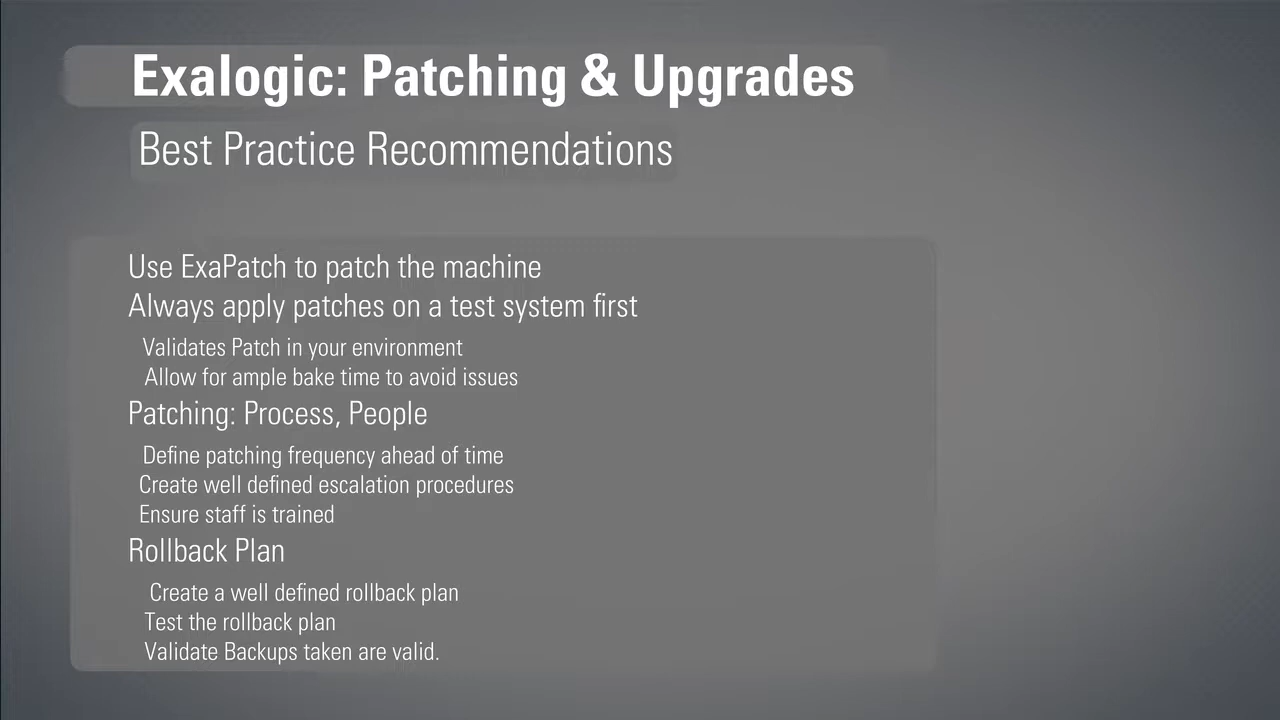 Exalogic: Patching & Upgrades
Best Practice Recommendations
Use ExaPatch to patch the machine
Always apply patches on a test system first
Validates Patch in your environment
Allow for ample bake time to avoid issues
Patching: Process, People
Define patching frequency ahead of time
Create well defined escalation procedures
Ensure staff is trained
Rollback Plan
Create a well defined rollback plan
Test the rollback plan
Validate Backups taken are valid.